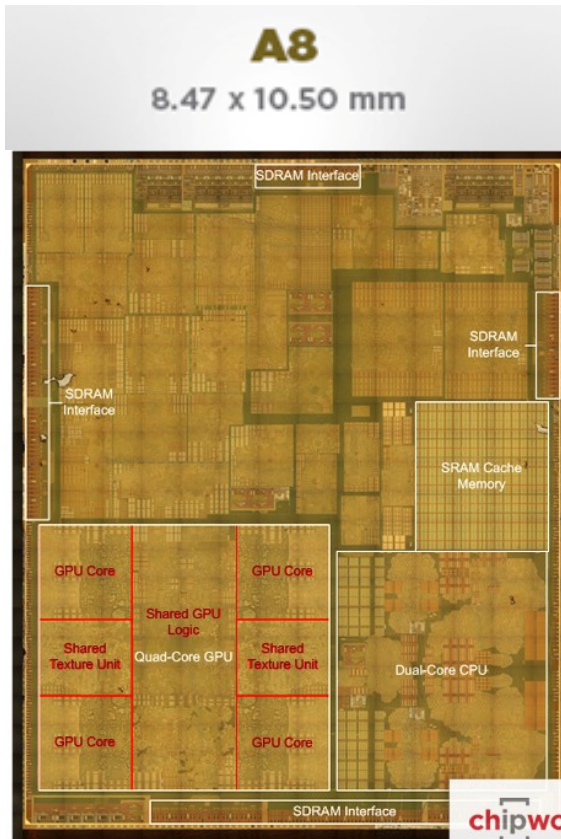 A8
8.47 x 10.50 mm
SDRAM Interface
SDRAM
Interface
SDRAM
Interface
SRAM Cache
Memory
GPU Core
GPU Core
Shared GPU
Logic
Shared
Texture Unit
Quad-Core GPU
Shared
Texture Unit
Dual-Core CPU
GPU Core
GPU Core
SDRAM Interface
chipwo